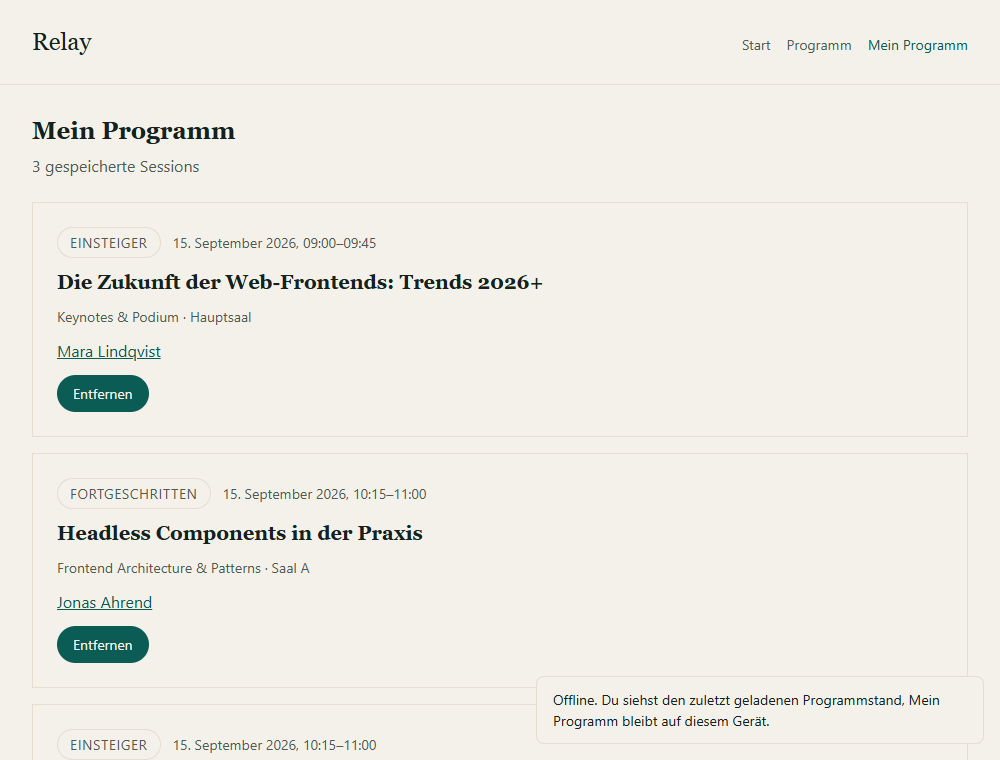 Relay
Start Programm Mein Programm
Mein Programm
3 gespeicherte Sessions
EINSTEIGER 15. September 2026, 09:00–09:45
Die Zukunft der Web-Frontends: Trends 2026+
Keynotes & Podium · Hauptsaal
Mara Lindqvist
Entfernen
FORTGESCHRITTEN 15. September 2026, 10:15–11:00
Headless Components in der Praxis
Frontend Architecture & Patterns · Saal A
Jonas Ahrend
Entfernen
Offline. Du siehst den zuletzt geladenen Programmstand, Mein
Programm bleibt auf diesem Gerät.
EINSTEIGER 15. September 2026, 10:15–11:00